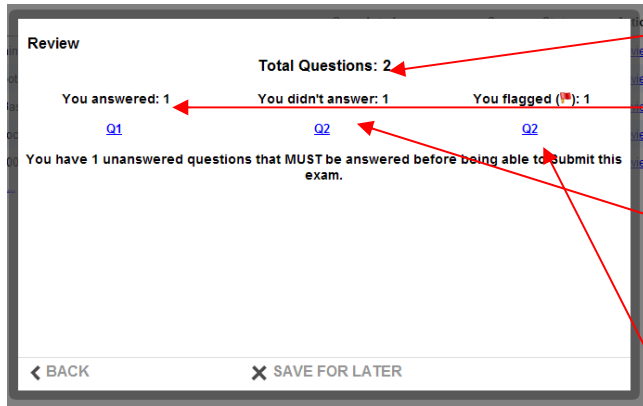 Review
Total Questions: 2
You answered: 1 You didn't answer: 1 You flagged (🚩): 1
Q1 Q2 Q2
You have 1 unanswered questions that MUST be answered before being able to Submit this
exam.
BACK SAVE FOR LATER